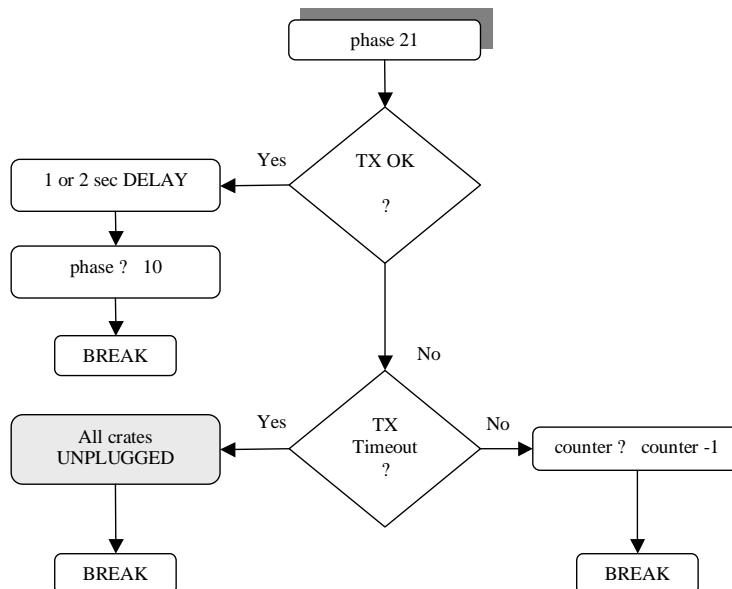 phase 21
Yes
TX OK
?
1 or 2 sec DELAY
phase ? 10
BREAK
No
Yes
TX
Timeout
?
No
All crates
UNPLUGGED
counter ? counter -1
BREAK
BREAK